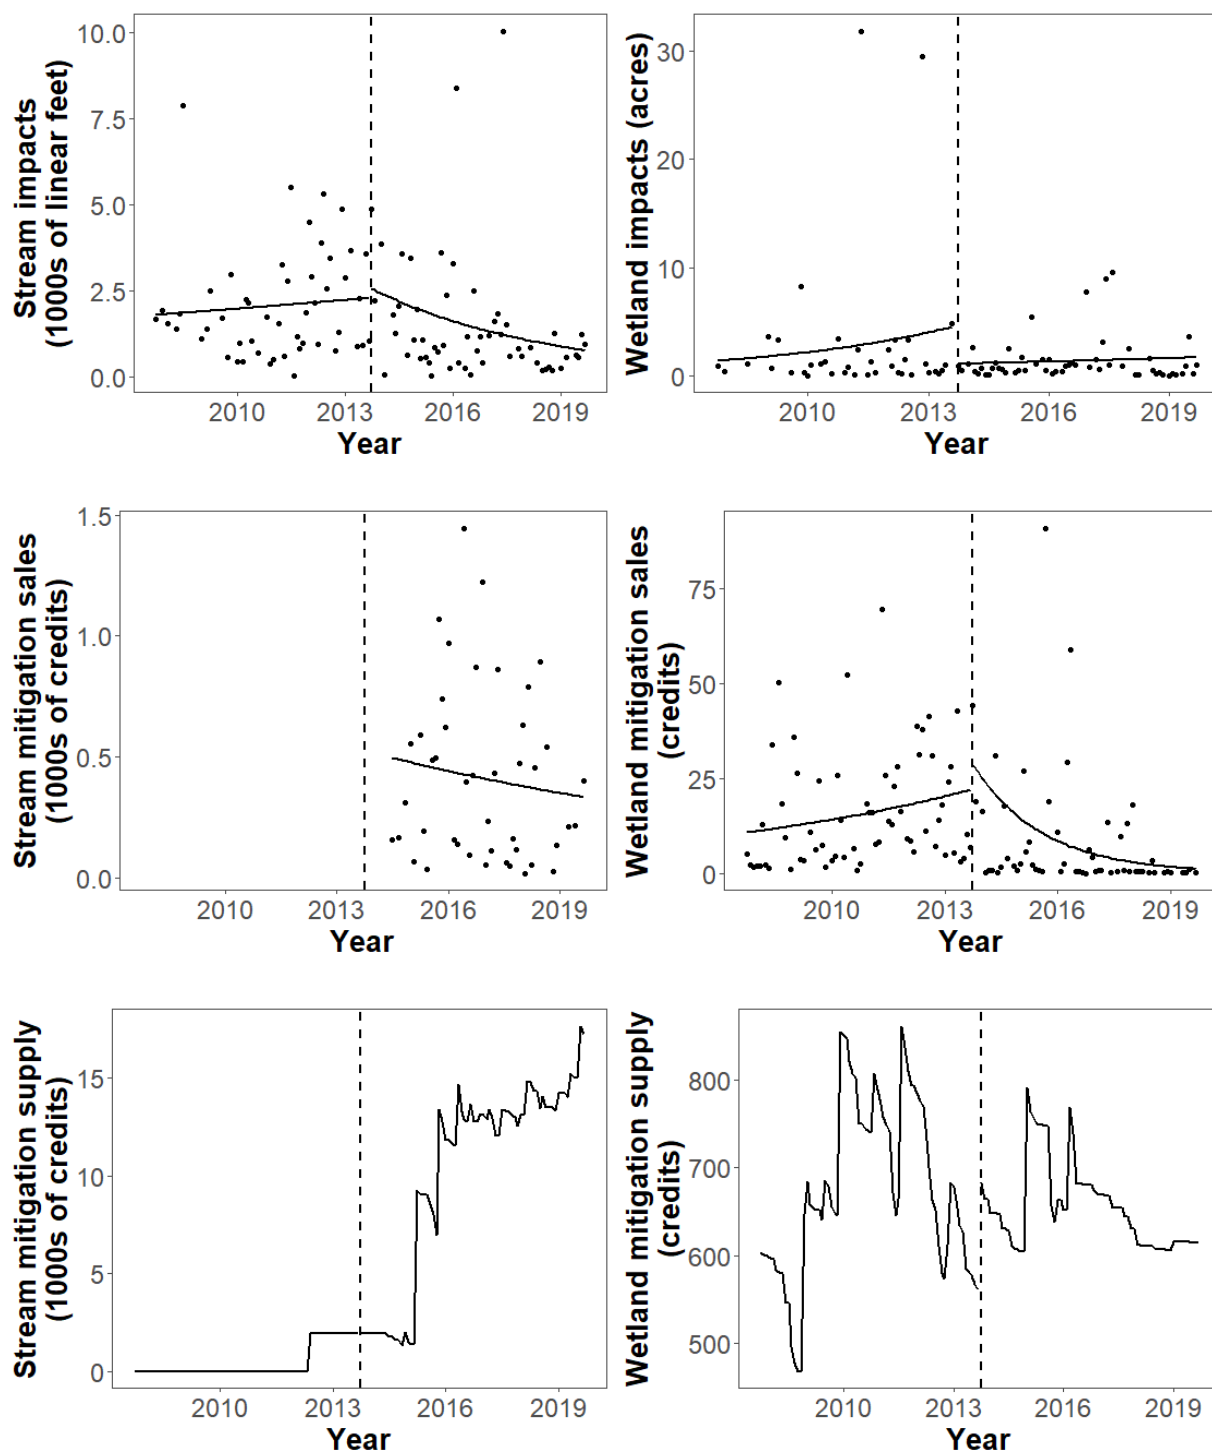 Stream impacts
(1000s of linear feet)
10.0
7.5
5.0
2.5
0.0
2010 2013 2016 2019
Year
Wetland impacts (acres)
30
20
10
0
2010 2013 2016 2019
Year
Stream mitigation sales
(1000s of credits)
1.5
1.0
0.5
0.0
2010 2013 2016 2019
Year
Wetland mitigation sales
(credits)
75
50
25
0
2010 2013 2016 2019
Year
Stream mitigation supply
(1000s of credits)
15
10
5
0
2010 2013 2016 2019
Year
Wetland mitigation supply
(credits)
800
700
600
500
2010 2013 2016 2019
Year